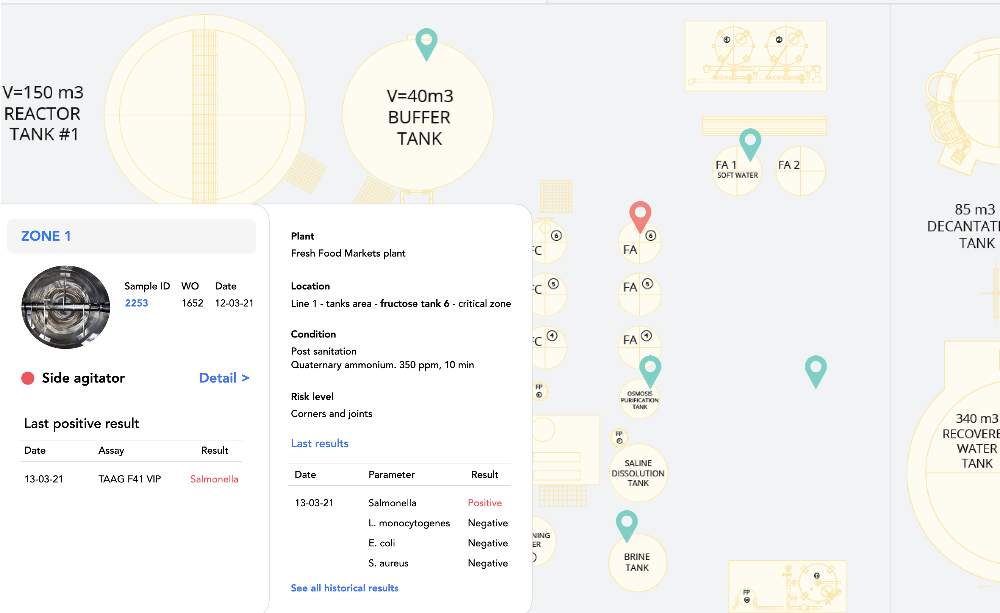 V=150 m3
REACTOR
TANK #1
V=40m3
BUFFER
TANK
①
②
FA 1
SOFT WATER
FA 2
85 m3
TANK
ZONE 1
Sample ID WO Date
2253 1652 12-03-21
Side agitator Detail >
Last positive result
Date Assay Result
13-03-21 TAAG F41 VIP Salmonella
Plant
Fresh Food Markets plant
Location
Line 1 - tanks area - fructose tank 6 - critical zone
Condition
Post sanitation
Quaternary ammonium. 350 ppm, 10 min
Risk level
Corners and joints
Last results
Date Parameter Result
13-03-21 Salmonella Positive
L. monocytogenes Negative
E. coli Negative
S. aureus Negative
See all historical results
⑥
FA ⑥
⑤
FA ⑤
④
FA ④
FP
OSMOSIS
PURIFICATION
TANK
FP
⑦
SALINE
DISSOLUTION
TANK
BRINE
TANK
340 m3
WATER
TANK
⑪
FP